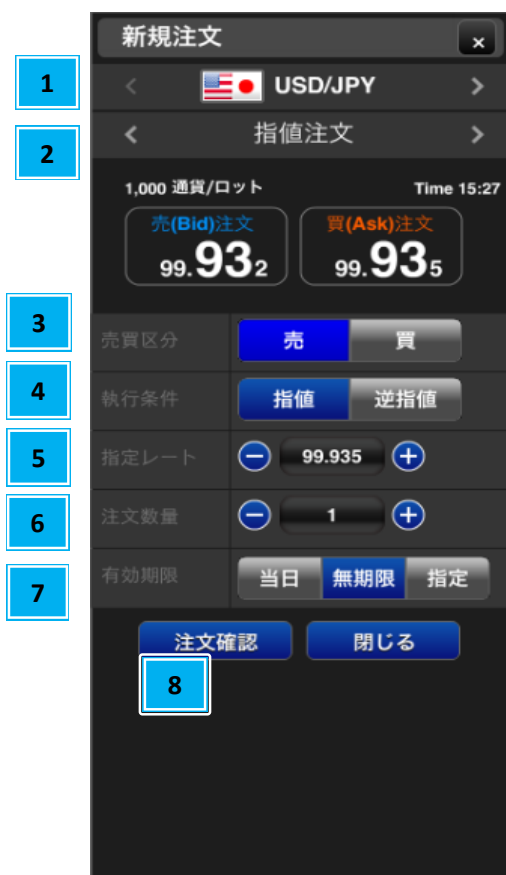 新規注文 ×
1 < USD/JPY >
2 < 指値注文 >
1,000 通貨/ロット Time 15:27
売(Bid)注文 買(Ask)注文
99.932 99.935
3 売買区分 売 買
4 執行条件 指値 逆指値
5 指定レート − 99.935 +
6 注文数量 − 1 +
7 有効期限 当日 無期限 指定
注文確認 閉じる
8